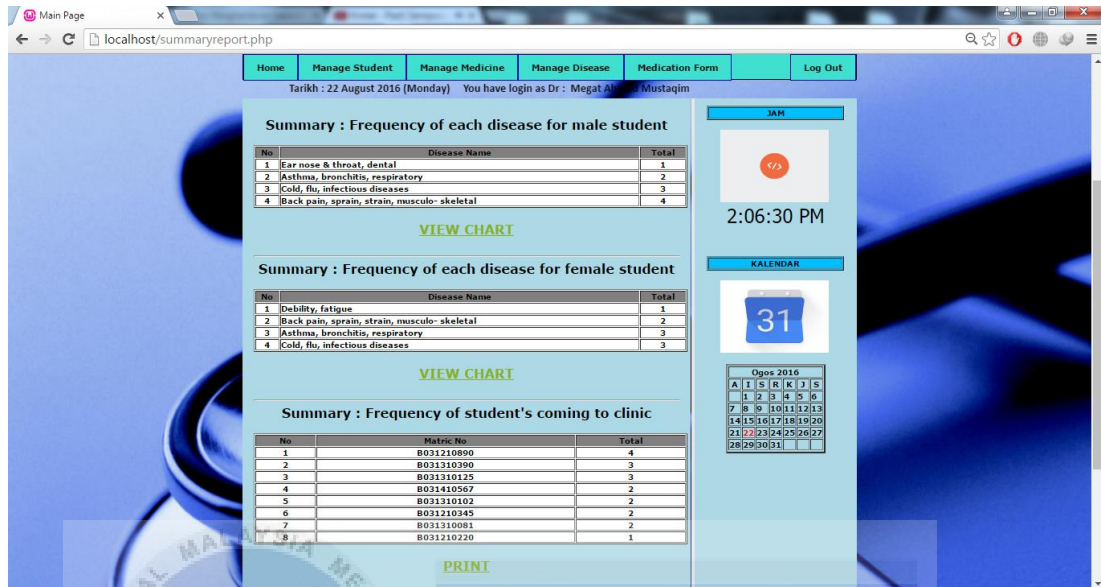 Main Page
localhost/summaryreport.php
Home Manage Student Manage Medicine Manage Disease Medication Form Log Out
Tarikh : 22 August 2016 (Monday) You have login as Dr : Megat Mustaqim
Summary : Frequency of each disease for male student
No Disease Name Total
1 Ear nose & throat, dental 1
2 Asthma, bronchitis, respiratory 2
3 Cold, flu, infectious diseases 3
4 Back pain, sprain, strain, musculo- skeletal 4
VIEW CHART
Summary : Frequency of each disease for female student
No Disease Name Total
1 Debility, fatigue 1
2 Back pain, sprain, strain, musculo- skeletal 2
3 Asthma, bronchitis, respiratory 3
4 Cold, flu, infectious diseases 3
VIEW CHART
Summary : Frequency of student's coming to clinic
No Matric No Total
1 B031210890 4
2 B031310390 3
3 B031310125 3
4 B031410567 2
5 B031310102 2
6 B031210345 2
7 B031310081 2
8 B031210220 1
PRINT
JAM
</>
2:06:30 PM
KALENDAR
31
Ogos 2016
A I S R K J S
1 2 3 4 5 6
7 8 9 10 11 12 13
14 15 16 17 18 19 20
21 22 23 24 25 26 27
28 29 30 31
MALAYSIA